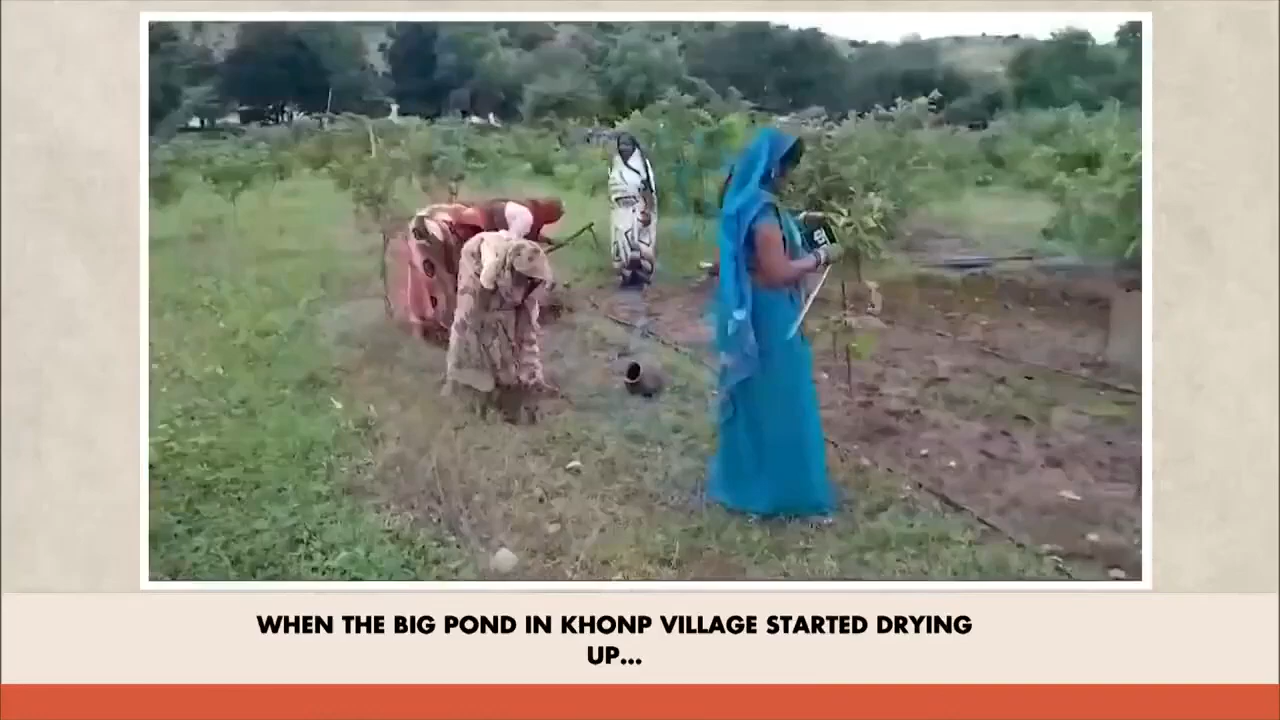 WHEN THE BIG POND IN KHONP VILLAGE STARTED DRYING
UP...